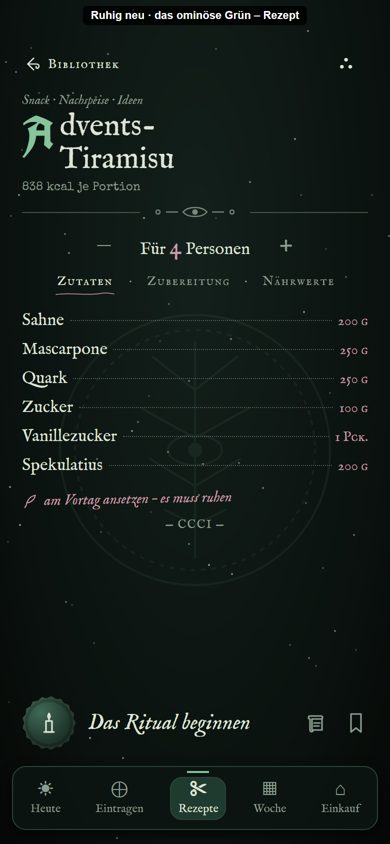 Ruhig neu · das ominöse Grün – Rezept
Bibliothek
Snack · Nachspeise · Ideen
Advents-
Tiramisu
838 kcal je Portion
— Für 4 Personen +
Zutaten · Zubereitung · Nährwerte
Sahne 200 g
Mascarpone 250 g
Quark 250 g
Zucker 100 g
Vanillezucker 1 Pck.
Spekulatius 200 g
am Vortag ansetzen – es muss ruhen
– CCCI –
Das Ritual beginnen
Heute Eintragen Rezepte Woche Einkauf